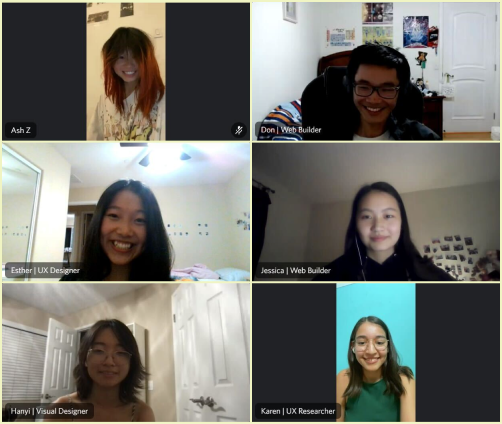 Ash Z
Don | Web Builder
Esther | UX Designer
Jessica | Web Builder
Hanyi | Visual Designer
Karen | UX Researcher